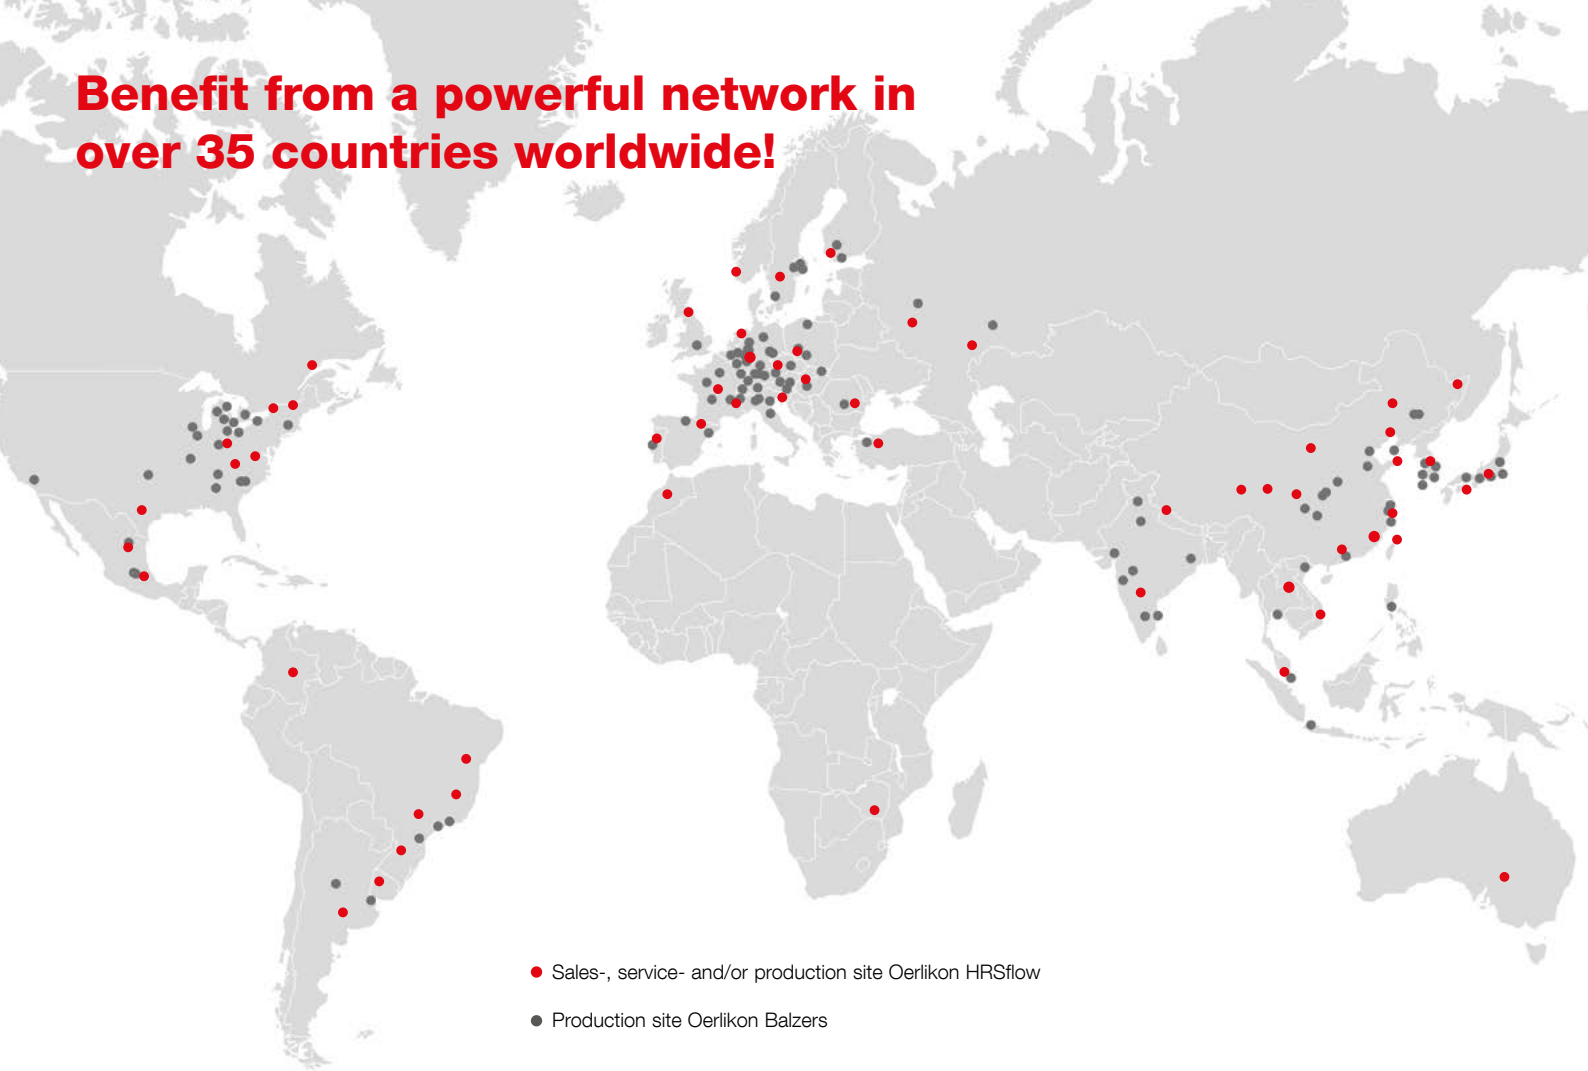 Benefit from a powerful network in
over 35 countries worldwide!
Sales-, service- and/or production site Oerlikon HRSflow
Production site Oerlikon Balzers